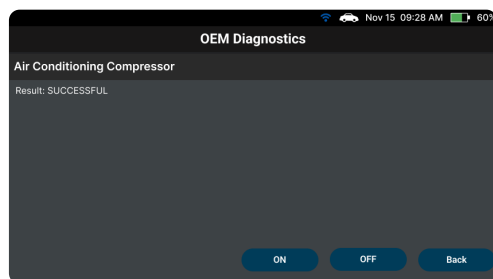 Nov 15 09:28 AM 60%
OEM Diagnostics
Air Conditioning Compressor
Result: SUCCESSFUL
ON OFF Back